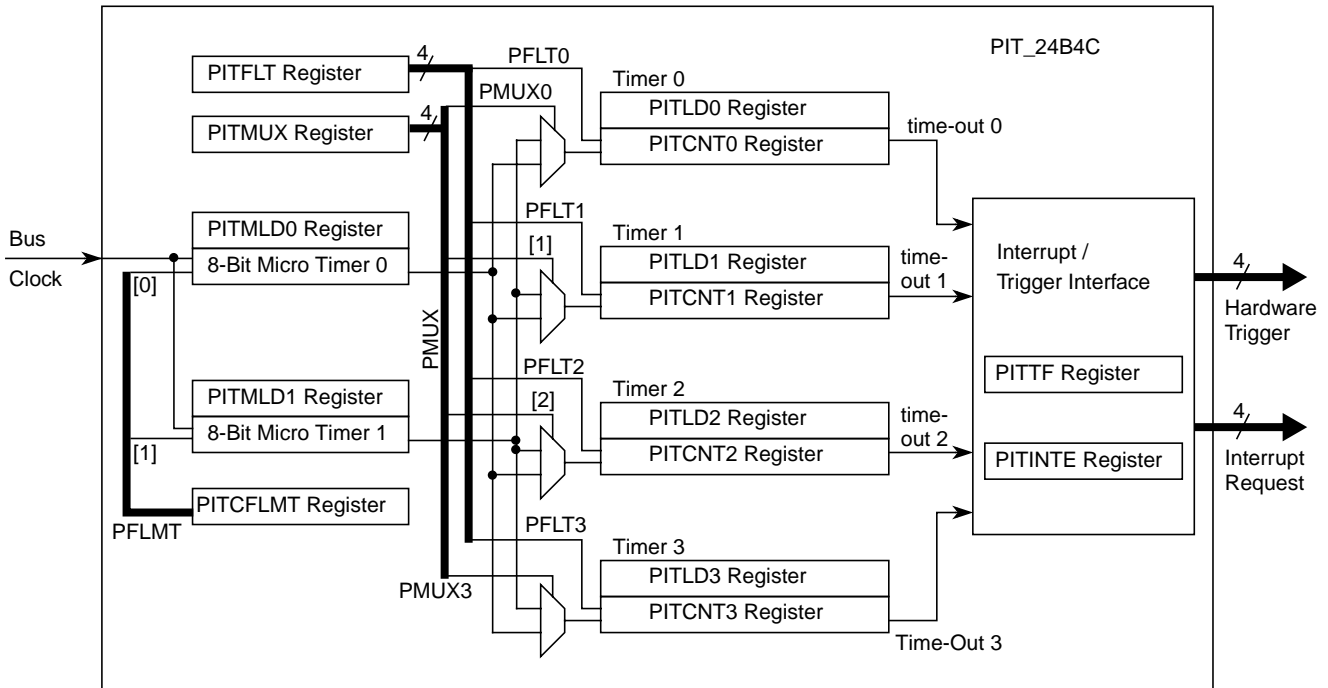 PIT_24B4C
4
PFLT0
PITFLT Register
Timer 0
PMUX0
PITLD0 Register
4
PITMUX Register
time-out 0
PITCNT0 Register
PFLT1
PITMLD0 Register
Timer 1
Bus
Clock
8-Bit Micro Timer 0
[0]
[1]
PITLD1 Register
time-
out 1
PITCNT1 Register
Interrupt /
Trigger Interface
4
Hardware
Trigger
PMUX
PFLT2
PITTF Register
PITMLD1 Register
Timer 2
[2]
PITLD2 Register
time-
out 2
8-Bit Micro Timer 1
[1]
PITCNT2 Register
PITINTE Register
4
Interrupt
Request
PITCFLMT Register
PFLMT
PFLT3
Timer 3
PITLD3 Register
PMUX3
PITCNT3 Register
Time-Out 3